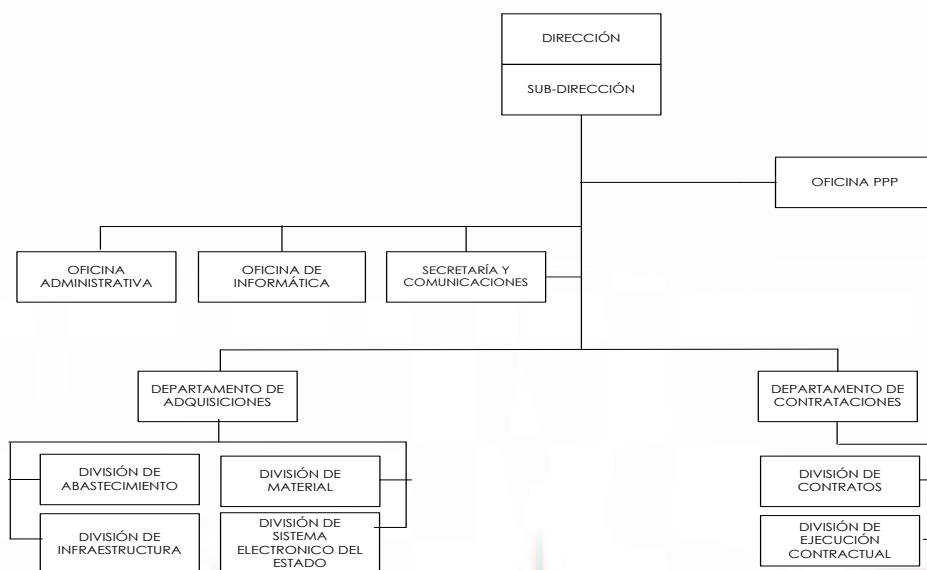 DIRECCIÓN
SUB-DIRECCIÓN
OFICINA PPP
OFICINA
ADMINISTRATIVA
OFICINA DE
INFORMÁTICA
SECRETARÍA Y
COMUNICACIONES
DEPARTAMENTO DE
ADQUISICIONES
DEPARTAMENTO DE
CONTRATACIONES
DIVISIÓN DE
ABASTECIMIENTO
DIVISIÓN DE
MATERIAL
DIVISIÓN DE
CONTRATOS
DIVISIÓN DE
INFRAESTRUCTURA
DIVISIÓN DE
SISTEMA
ELECTRONICO DEL
ESTADO
DIVISIÓN DE
EJECUCIÓN
CONTRACTUAL